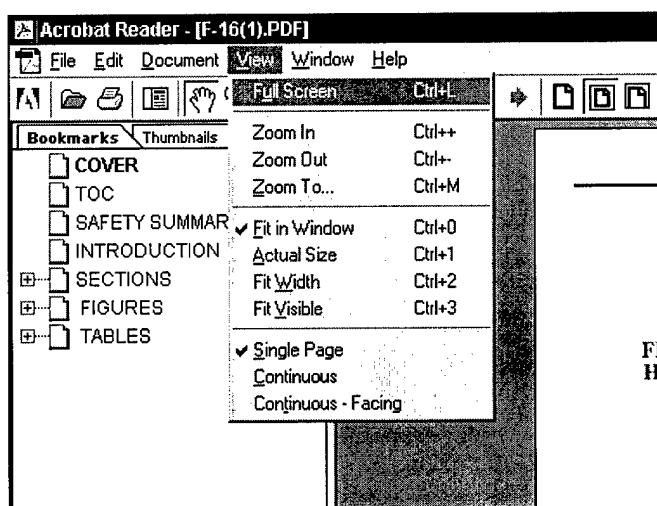 Acrobat Reader - [F-16(1).PDF]
File Edit Document View Window Help
Bookmarks Thumbnails
COVER
TOC
SAFETY SUMMAR
INTRODUCTION
SECTIONS
FIGURES
TABLES
Full Screen Ctrl+L
Zoom In Ctrl++
Zoom Out Ctrl+-
Zoom To... Ctrl+M
Fit in Window Ctrl+0
Actual Size Ctrl+1
Fit Width Ctrl+2
Fit Visible Ctrl+3
Single Page
Continuous
Continuous - Facing